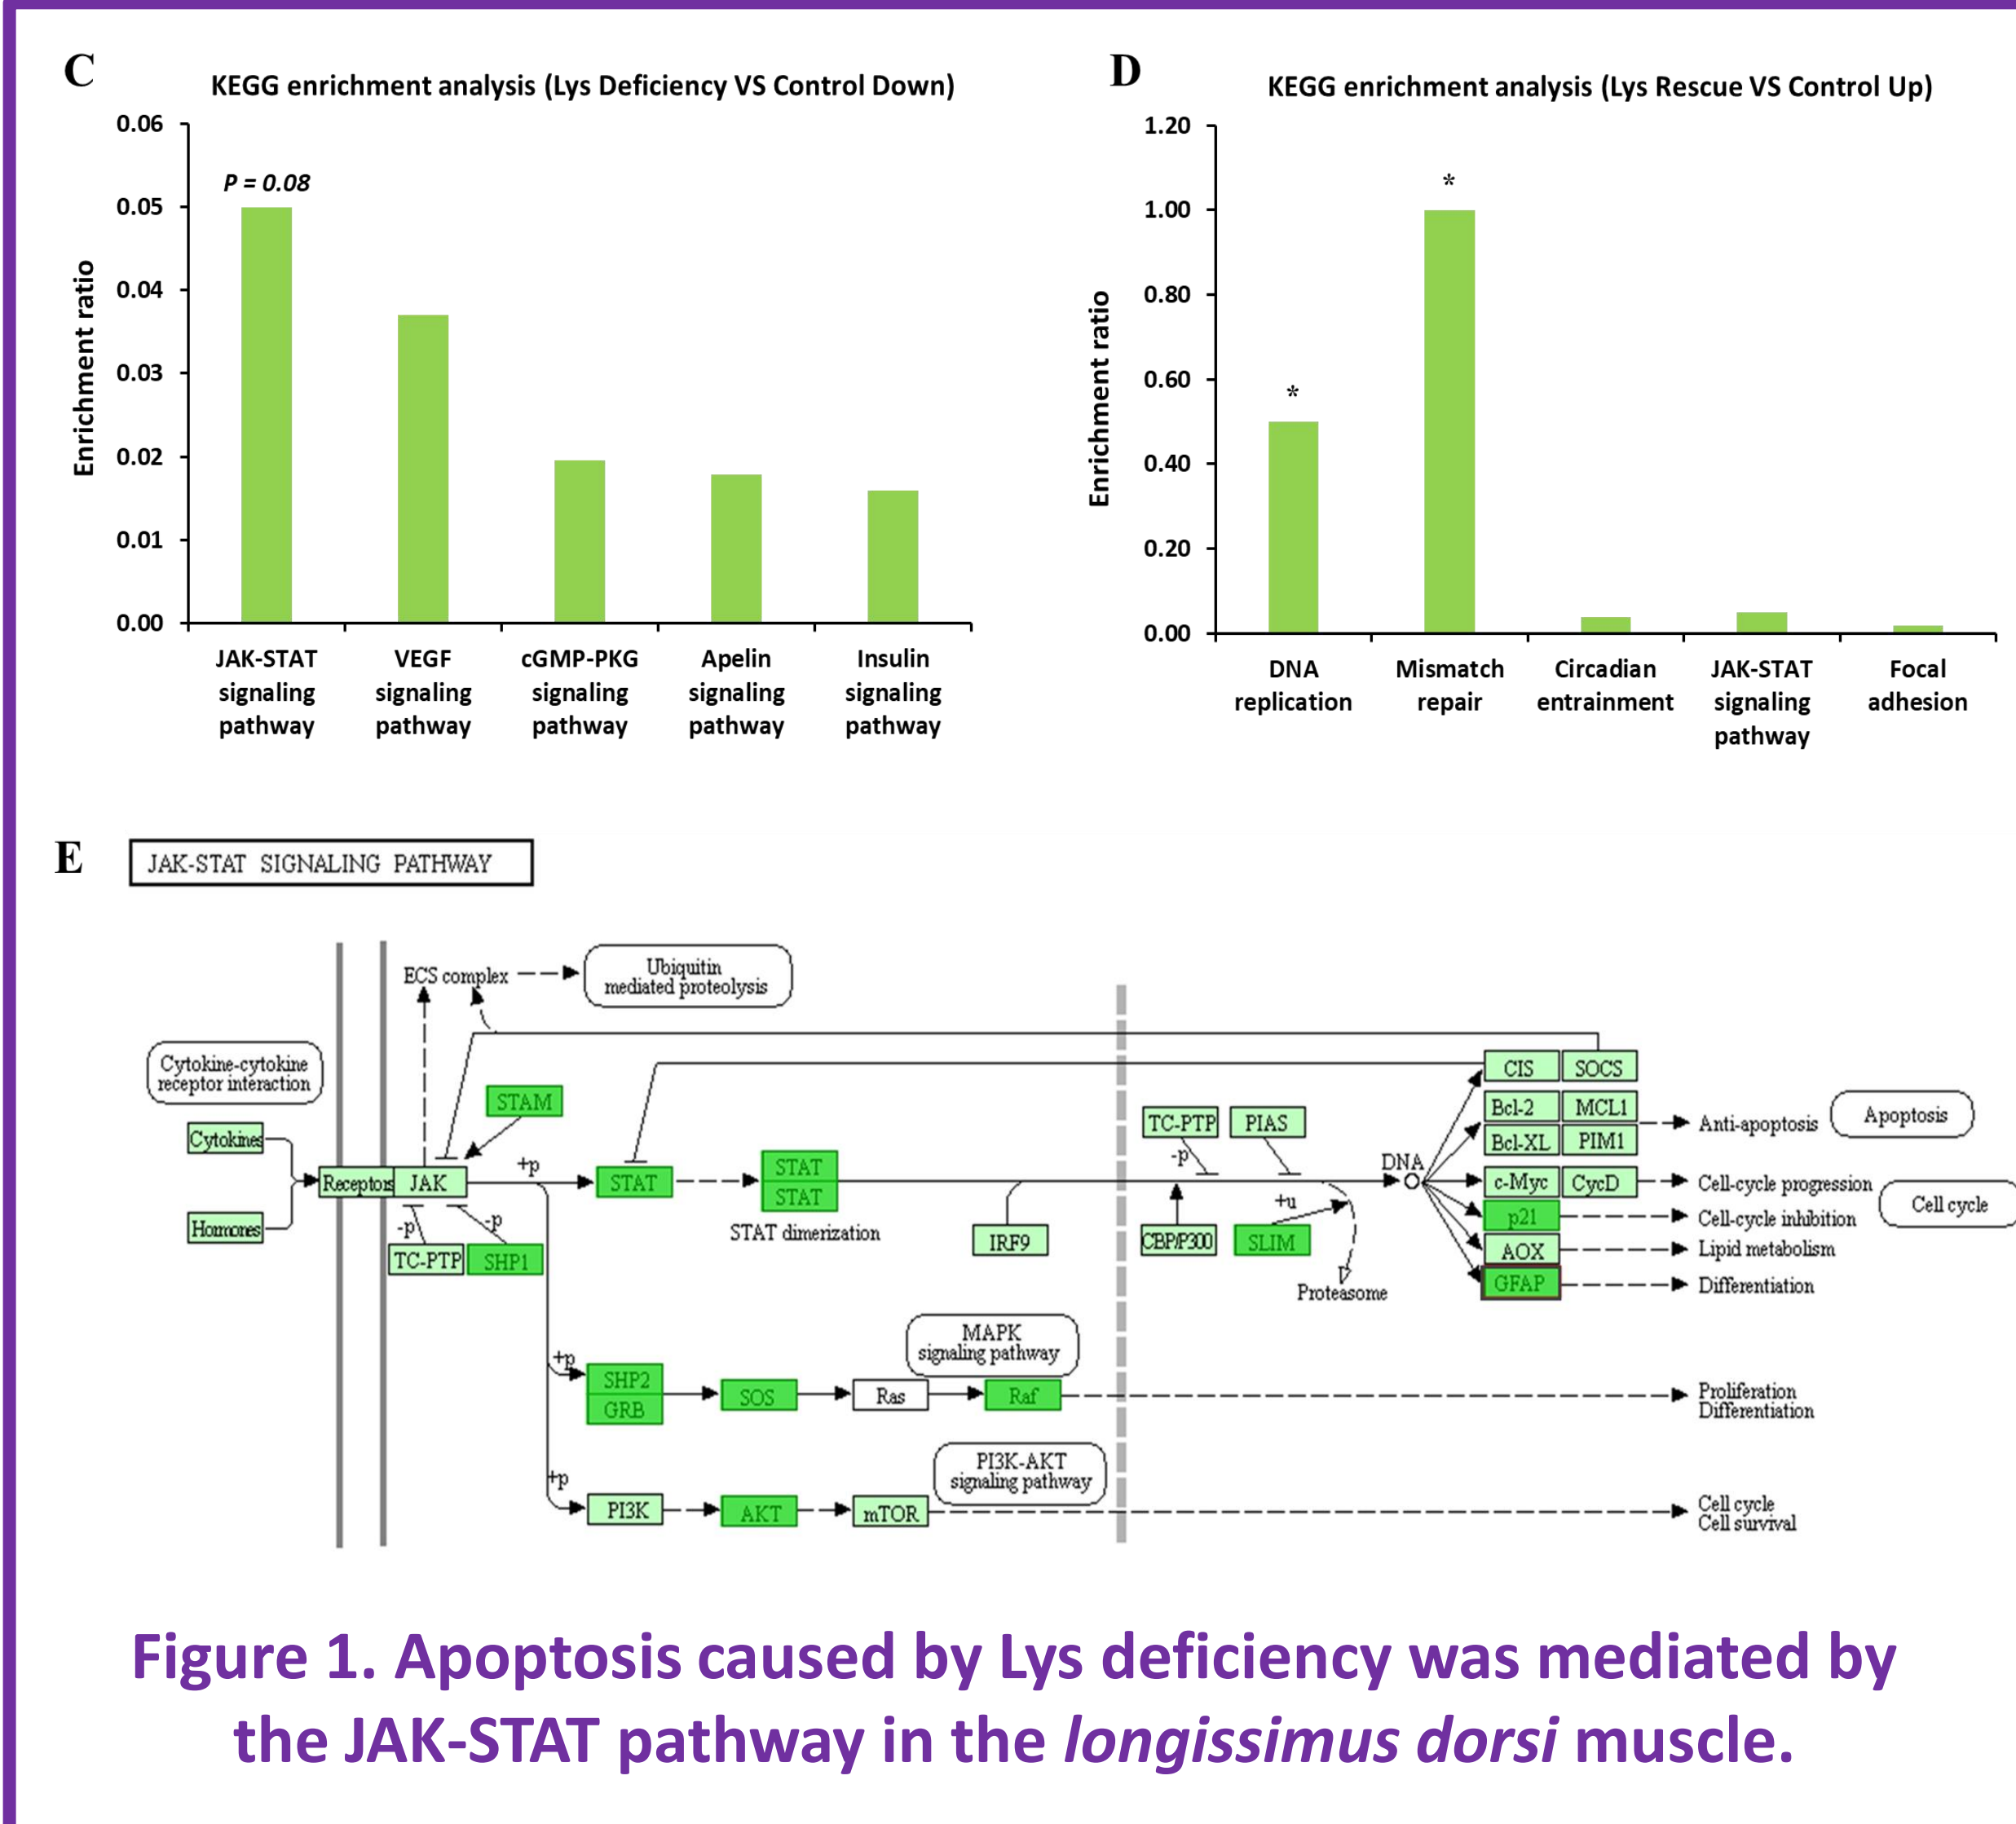 C
KEGG enrichment analysis (Lys Deficiency VS Control Down)
Enrichment ratio
0.06
0.05
0.04
0.03
0.02
0.01
0.00
P = 0.08
JAK-STAT
signaling
pathway
VEGF
signaling
pathway
cGMP-PKG
signaling
pathway
Apelin
signaling
pathway
Insulin
signaling
pathway
D
KEGG enrichment analysis (Lys Rescue VS Control Up)
Enrichment ratio
1.20
1.00
0.80
0.60
0.40
0.20
0.00
*
*
DNA
replication
Mismatch
repair
Circadian
entrainment
JAK-STAT
signaling
pathway
Focal
adhesion
E
JAK-STAT SIGNALING PATHWAY
ECS complex
Ubiquitin
mediated proteolysis
Cytokine-cytokine
receptor interaction
STAM
Cytokines
Hormones
Receptors
JAK
+p
STAT
STAT
STAT
STAT dimerization
-p
-p
TC-PTP
SHP1
IRF9
TC-PTP
PIAS
-p
CBP/P300
+u
SLIM
Proteasome
DNA
CIS
SOCS
Bcl-2
MCL1
Bcl-XL
PIM1
Anti-apoptosis
Apoptosis
c-Myc
CycD
Cell-cycle progression
p21
Cell-cycle inhibition
Cell cycle
AOX
Lipid metabolism
GFAP
Differentiation
MAPK
signaling pathway
+p
SHP2
GRB
SOS
Ras
Raf
Proliferation
Differentiation
PI3K-AKT
signaling pathway
+p
PI3K
AKT
mTOR
Cell cycle
Cell survival
Figure 1. Apoptosis caused by Lys deficiency was mediated by
the JAK-STAT pathway in the longissimus dorsi muscle.